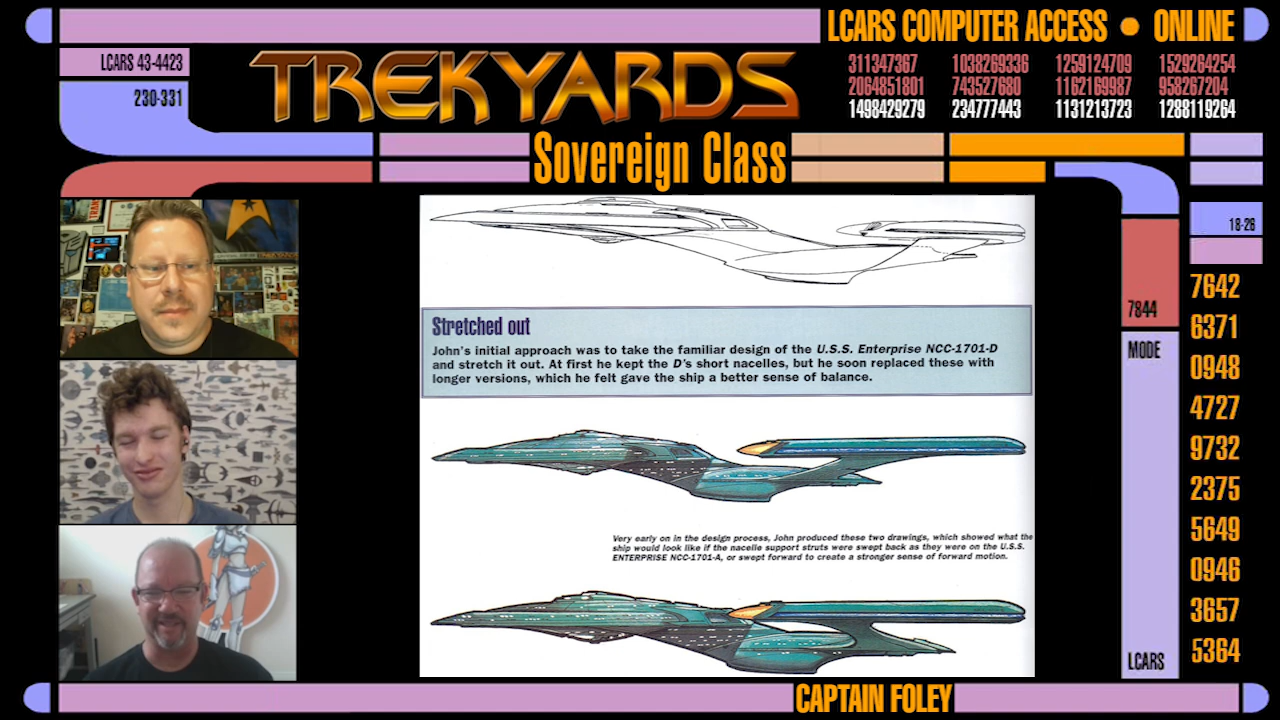 LCARS COMPUTER ACCESS • ONLINE
LCARS 43-4423
TREKYARDS
311347367 1038269336 1259124709 1529264254
2064851801 743527680 1162169987 958267204
1498429279 234777443 1131213723 1288119264
230-331
Sovereign Class
18-26
7844
MODE
LCARS
7642
6371
0948
4727
9732
2375
5649
0946
3657
5364
Stretched out
John's initial approach was to take the familiar design of the U.S.S. Enterprise NCC-1701-D
and stretch it out. At first he kept the D's short nacelles, but he soon replaced these with
longer versions, which he felt gave the ship a better sense of balance.
Very early on in the design process, John produced these two drawings, which showed what the
ship would look like if the nacelle support struts were swept back as they were on the U.S.S.
ENTERPRISE NCC-1701-A, or swept forward to create a stronger sense of forward motion.
CAPTAIN FOLEY